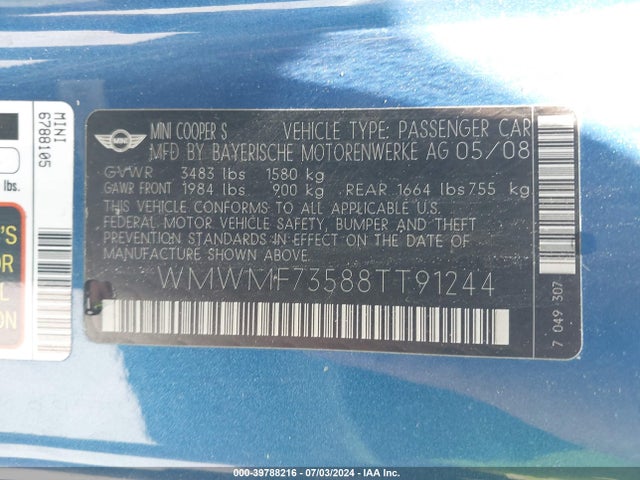 MINI
6788105
lbs.
'S
OR
L
ON
MINI
MINI COOPER S VEHICLE TYPE: PASSENGER CAR
MFD BY BAYERISCHE MOTORENWERKE AG 05/08
GVWR 3483 lbs 1580 kg
GAWR FRONT 1984 lbs 900 kg REAR 1664 lbs 755 kg
THIS VEHICLE CONFORMS TO ALL APPLICABLE U.S.
FEDERAL MOTOR VEHICLE SAFETY, BUMPER, AND THEFT
PREVENTION STANDARDS IN EFFECT ON THE DATE OF
MANUFACTURE SHOWN ABOVE.
WMWMF73588TT91244
7 049 307
000-39788216 - 07/03/2024 - IAA Inc.